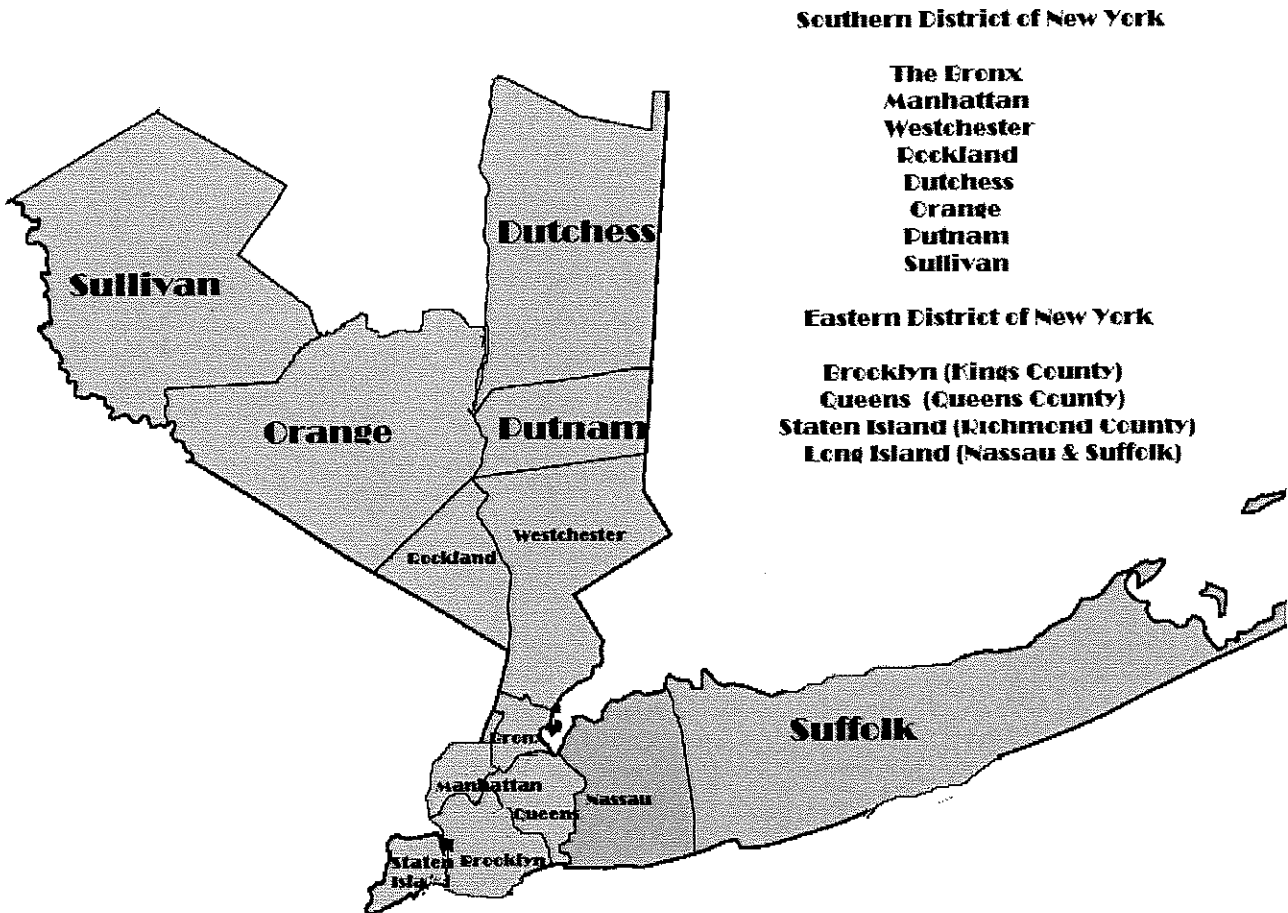 Southern District of New York
The Bronx
Manhattan
Westchester
Rockland
Dutchess
Orange
Putnam
Sullivan
Eastern District of New York
Brooklyn (Kings County)
Queens (Queens County)
Staten Island (Richmond County)
Long Island (Nassau & Suffolk)
Dutchess
Sullivan
Orange
Putnam
Westchester
Rockland
Suffolk
Bronx
Manhattan
Nassau
Queens
Staten
Island
Brooklyn